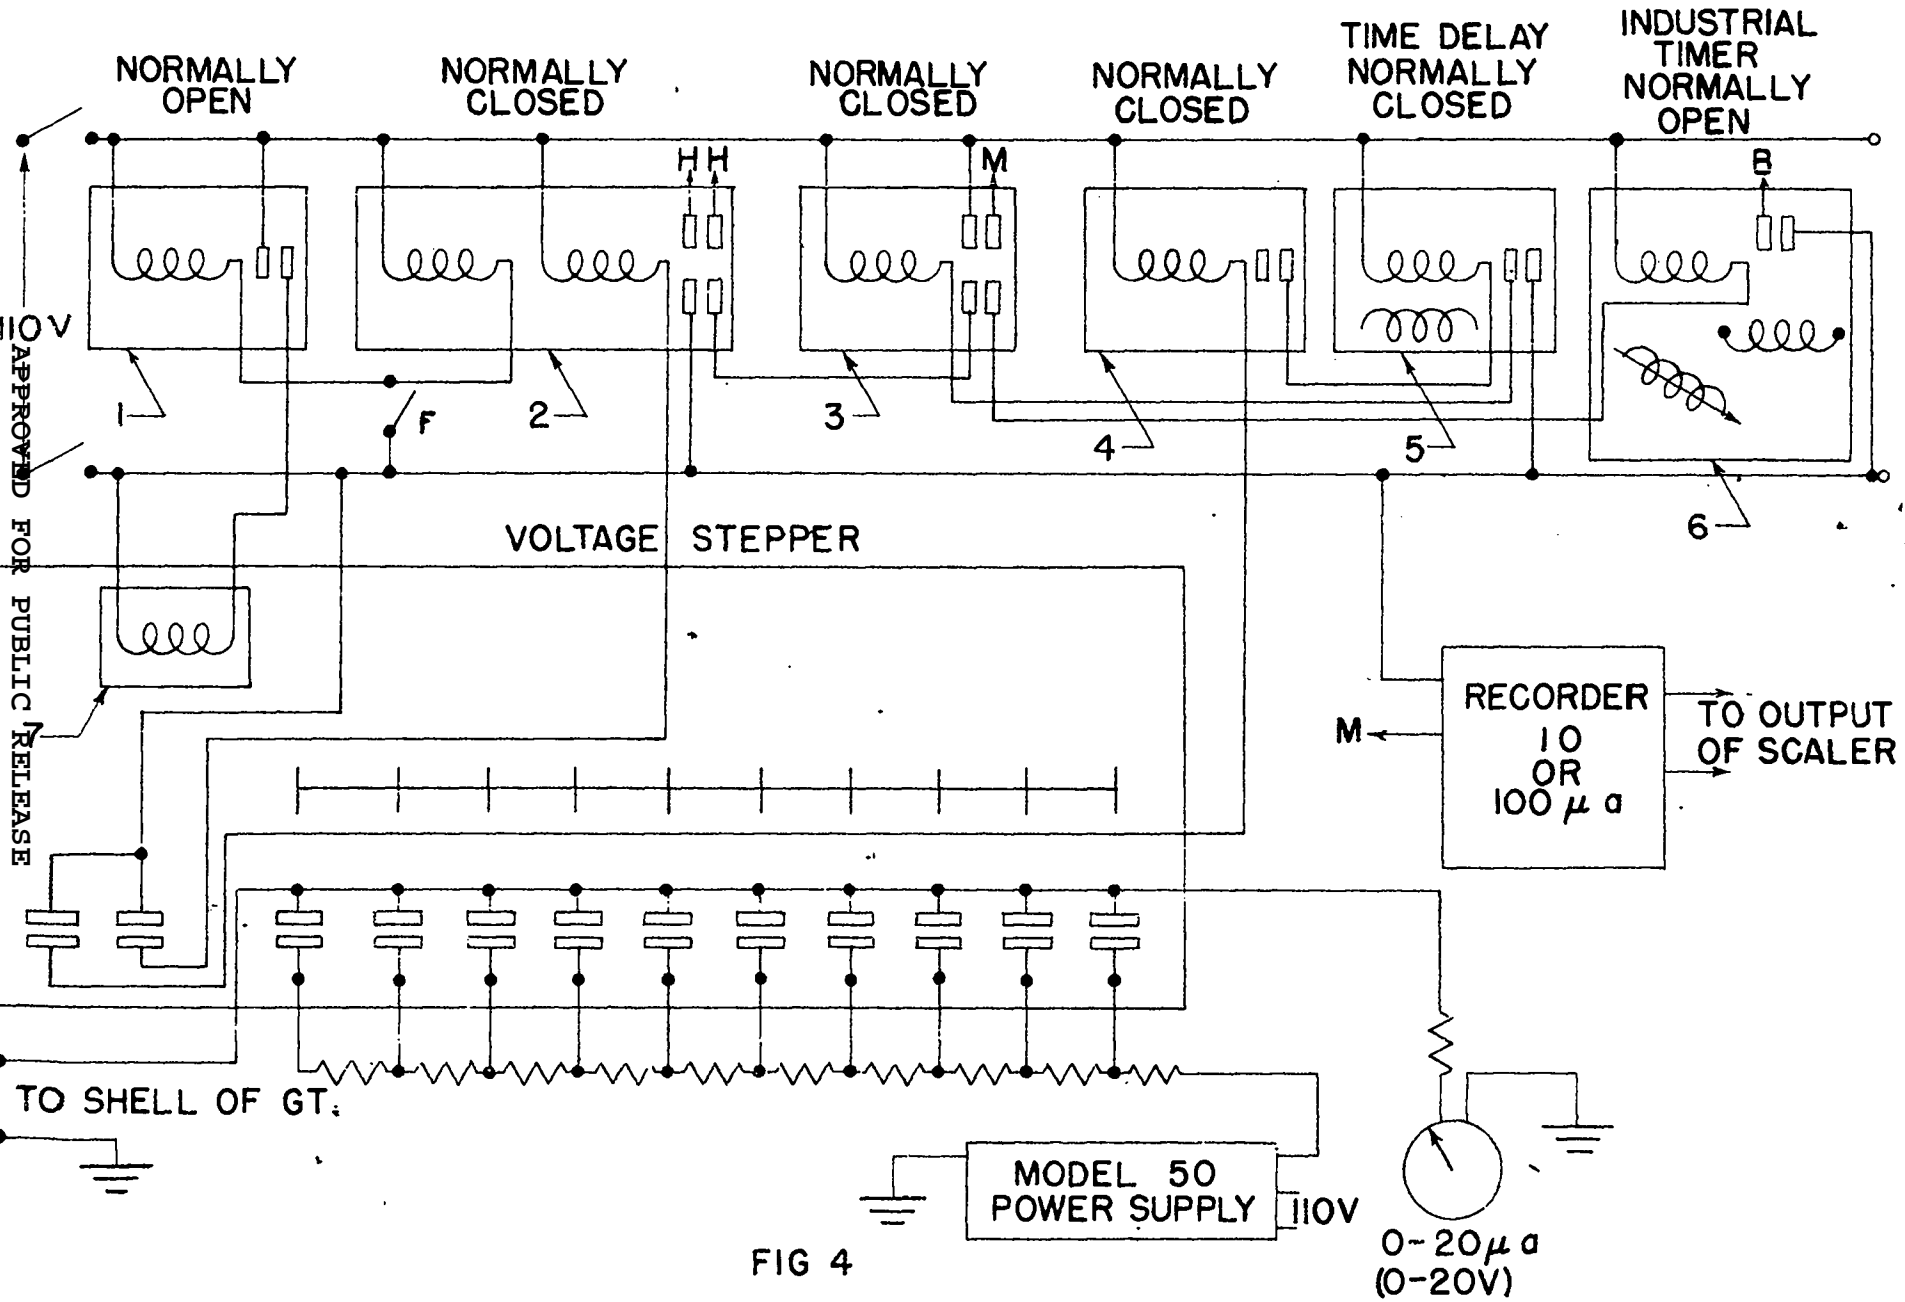 NORMALLY
OPEN
NORMALLY
CLOSED
NORMALLY
CLOSED
NORMALLY
CLOSED
TIME DELAY
NORMALLY
CLOSED
INDUSTRIAL
TIMER
NORMALLY
OPEN
H H
M
B
110V
1
F
2
3
4
5
6
APPROVED FOR PUBLIC RELEASE
VOLTAGE STEPPER
7
RECORDER
10
OR
100 μ a
M
TO OUTPUT
OF SCALER
TO SHELL OF GT.
MODEL 50
POWER SUPPLY
110V
0-20 μ a
(0-20V)
FIG 4